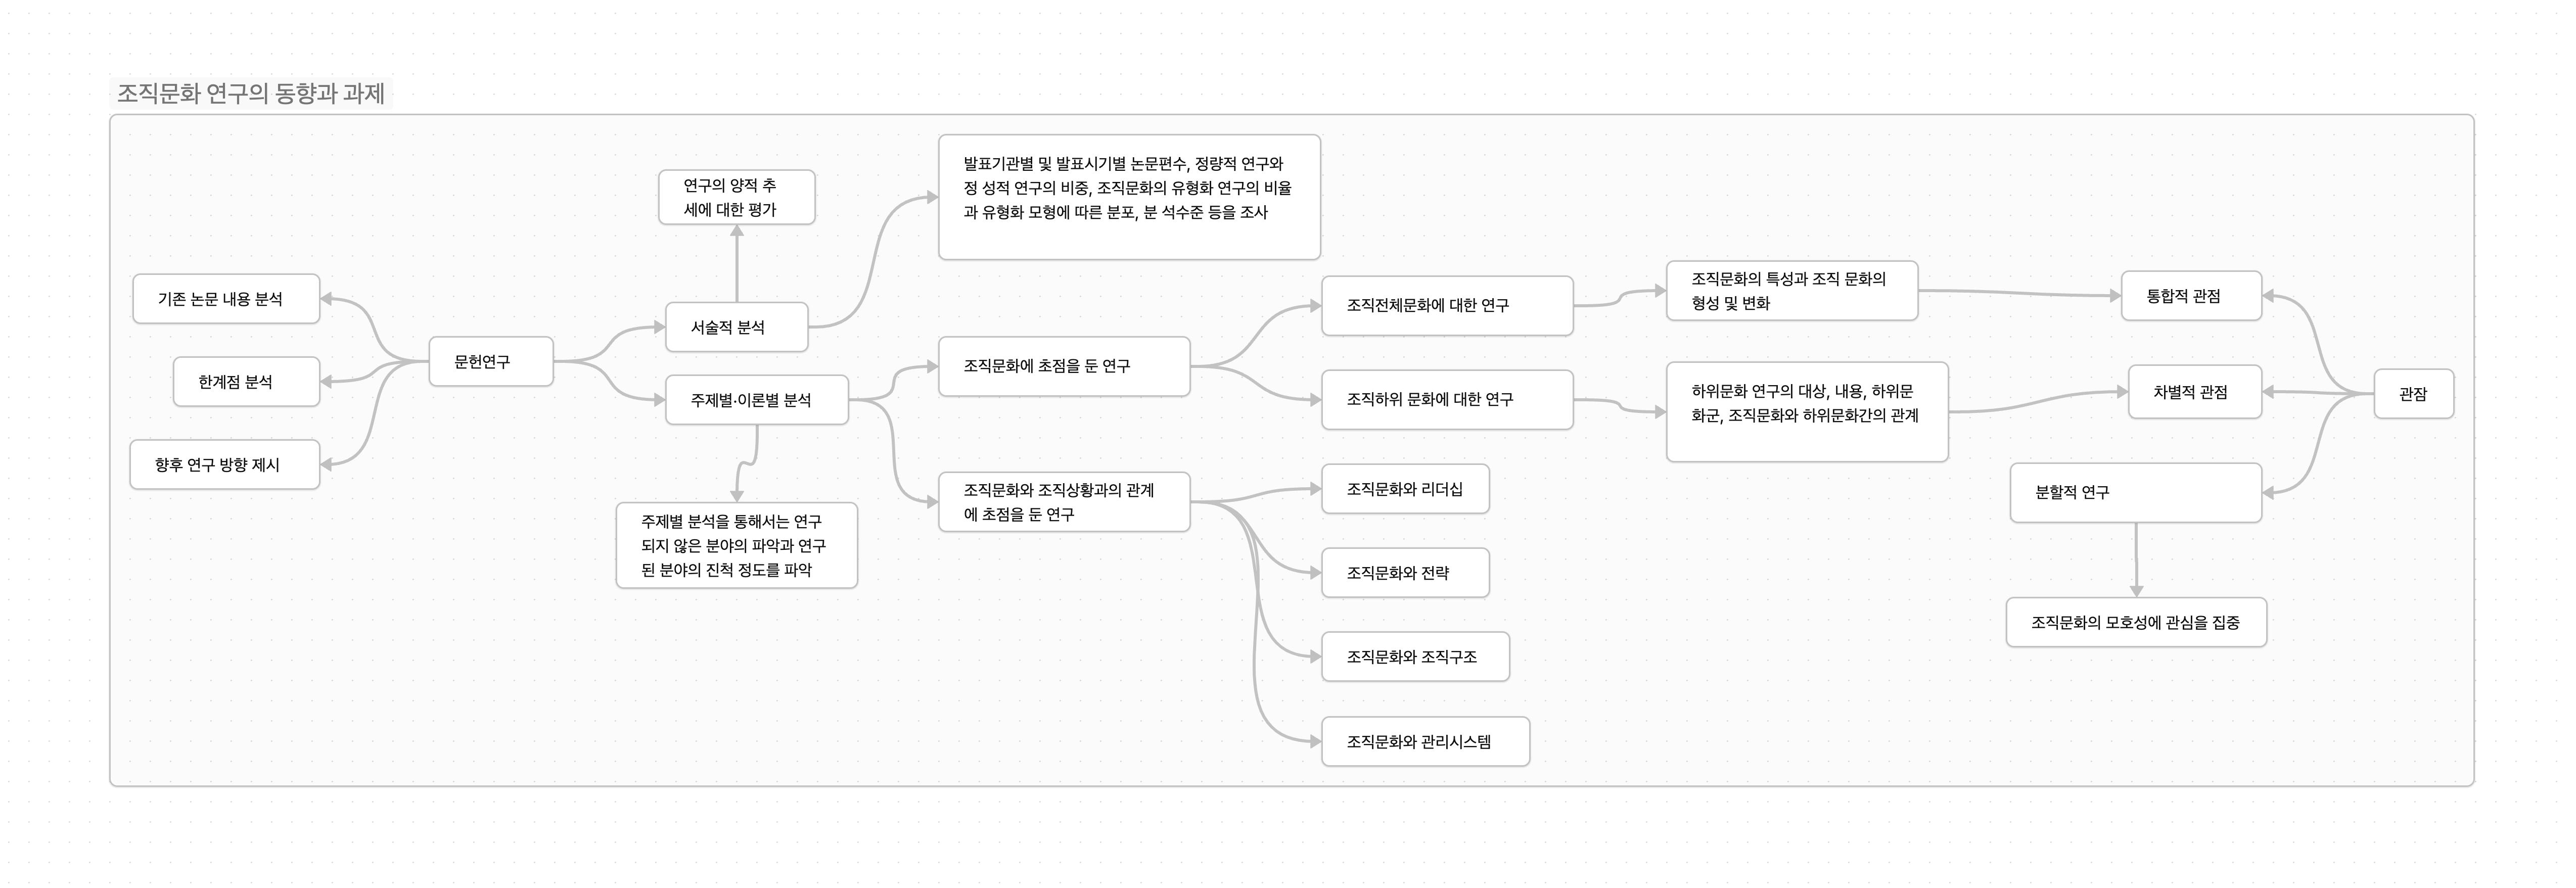 조직문화 연구의 동향과 과제
기존 논문 내용 분석
한계점 분석
향후 연구 방향 제시
문헌연구
연구의 양적 추
세에 대한 평가
서술적 분석
주제별·이론별 분석
주제별 분석을 통해서는 연구
되지 않은 분야의 파악과 연구
된 분야의 진척 정도를 파악
발표기관별 및 발표시기별 논문편수, 정량적 연구와
정 성적 연구의 비중, 조직문화의 유형화 연구의 비율
과 유형화 모형에 따른 분포, 분 석수준 등을 조사
조직문화에 초점을 둔 연구
조직문화와 조직상황과의 관계
에 초점을 둔 연구
조직전체문화에 대한 연구
조직하위 문화에 대한 연구
조직문화와 리더십
조직문화와 전략
조직문화와 조직구조
조직문화와 관리시스템
조직문화의 특성과 조직 문화의
형성 및 변화
하위문화 연구의 대상, 내용, 하위문
화군, 조직문화와 하위문화간의 관계
통합적 관점
차별적 관점
분할적 연구
조직문화의 모호성에 관심을 집중
관잠